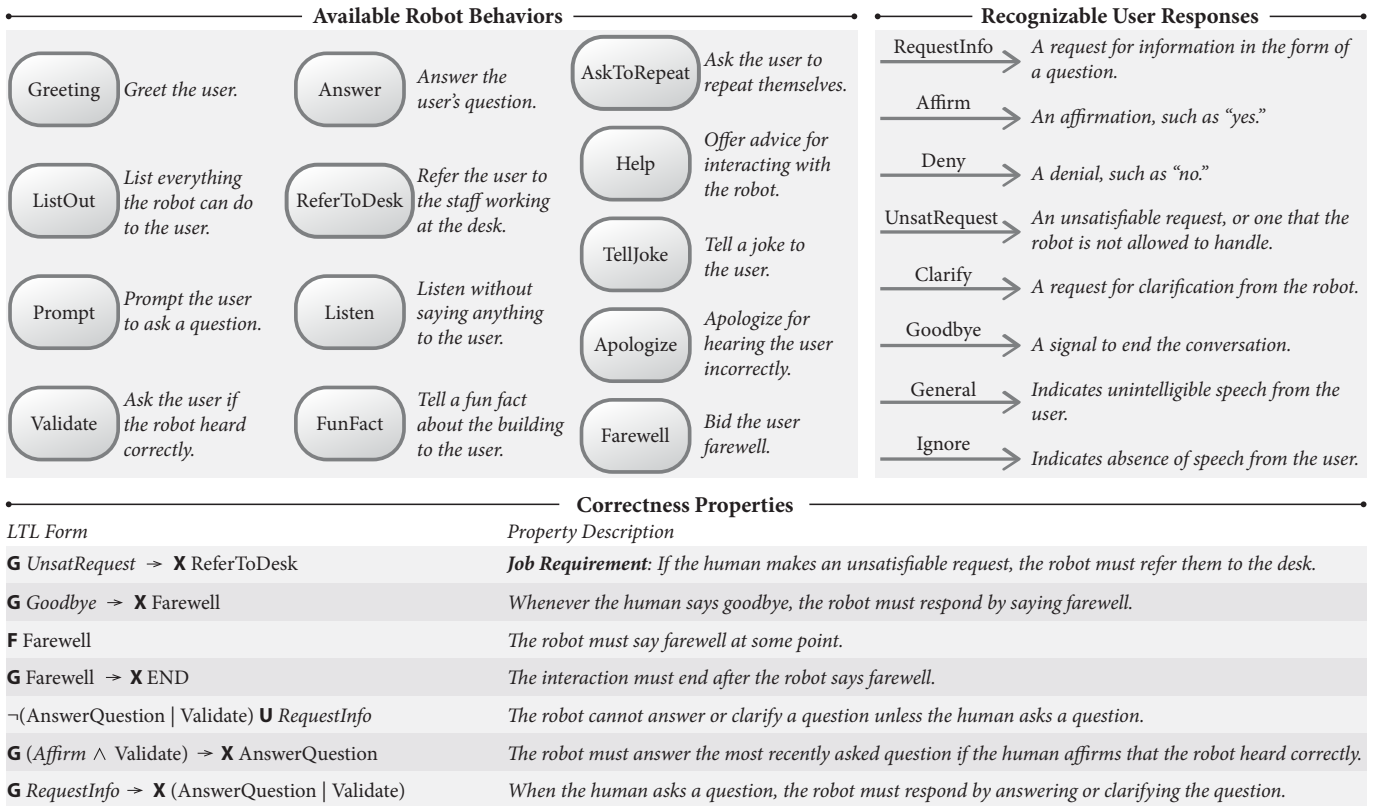 Available Robot Behaviors
Greeting
Greet the user.
ListOut
List everything
the robot can do
to the user.
Prompt
Prompt the user
to ask a question.
Validate
Ask the user if
the robot heard
correctly.
Answer
Answer the
user's question.
ReferToDesk
Refer the user to
the staff working
at the desk.
Listen
Listen without
saying anything
to the user.
FunFact
Tell a fun fact
about the building
to the user.
AskToRepeat
Ask the user to
repeat themselves.
Help
Offer advice for
interacting with
the robot.
TellJoke
Tell a joke to
the user.
Apologize
Apologize for
hearing the user
incorrectly.
Farewell
Bid the user
farewell.
Recognizable User Responses
RequestInfo
A request for information in the form of
a question.
Affirm
An affirmation, such as “yes.”
Deny
A denial, such as “no.”
UnsatRequest
An unsatisfiable request, or one that the
robot is not allowed to handle.
Clarify
A request for clarification from the robot.
Goodbye
A signal to end the conversation.
General
Indicates unintelligible speech from the
user.
Ignore
Indicates absence of speech from the user.
Correctness Properties
LTL Form Property Description
G UnsatRequest → X ReferToDesk Job Requirement: If the human makes an unsatisfiable request, the robot must refer them to the desk.
G Goodbye → X Farewell Whenever the human says goodbye, the robot must respond by saying farewell.
F Farewell The robot must say farewell at some point.
G Farewell → X END The interaction must end after the robot says farewell.
¬(AnswerQuestion | Validate) U RequestInfo The robot cannot answer or clarify a question unless the human asks a question.
G (Affirm ∧ Validate) → X AnswerQuestion The robot must answer the most recently asked question if the human affirms that the robot heard correctly.
G RequestInfo → X (AnswerQuestion | Validate) When the human asks a question, the robot must respond by answering or clarifying the question.